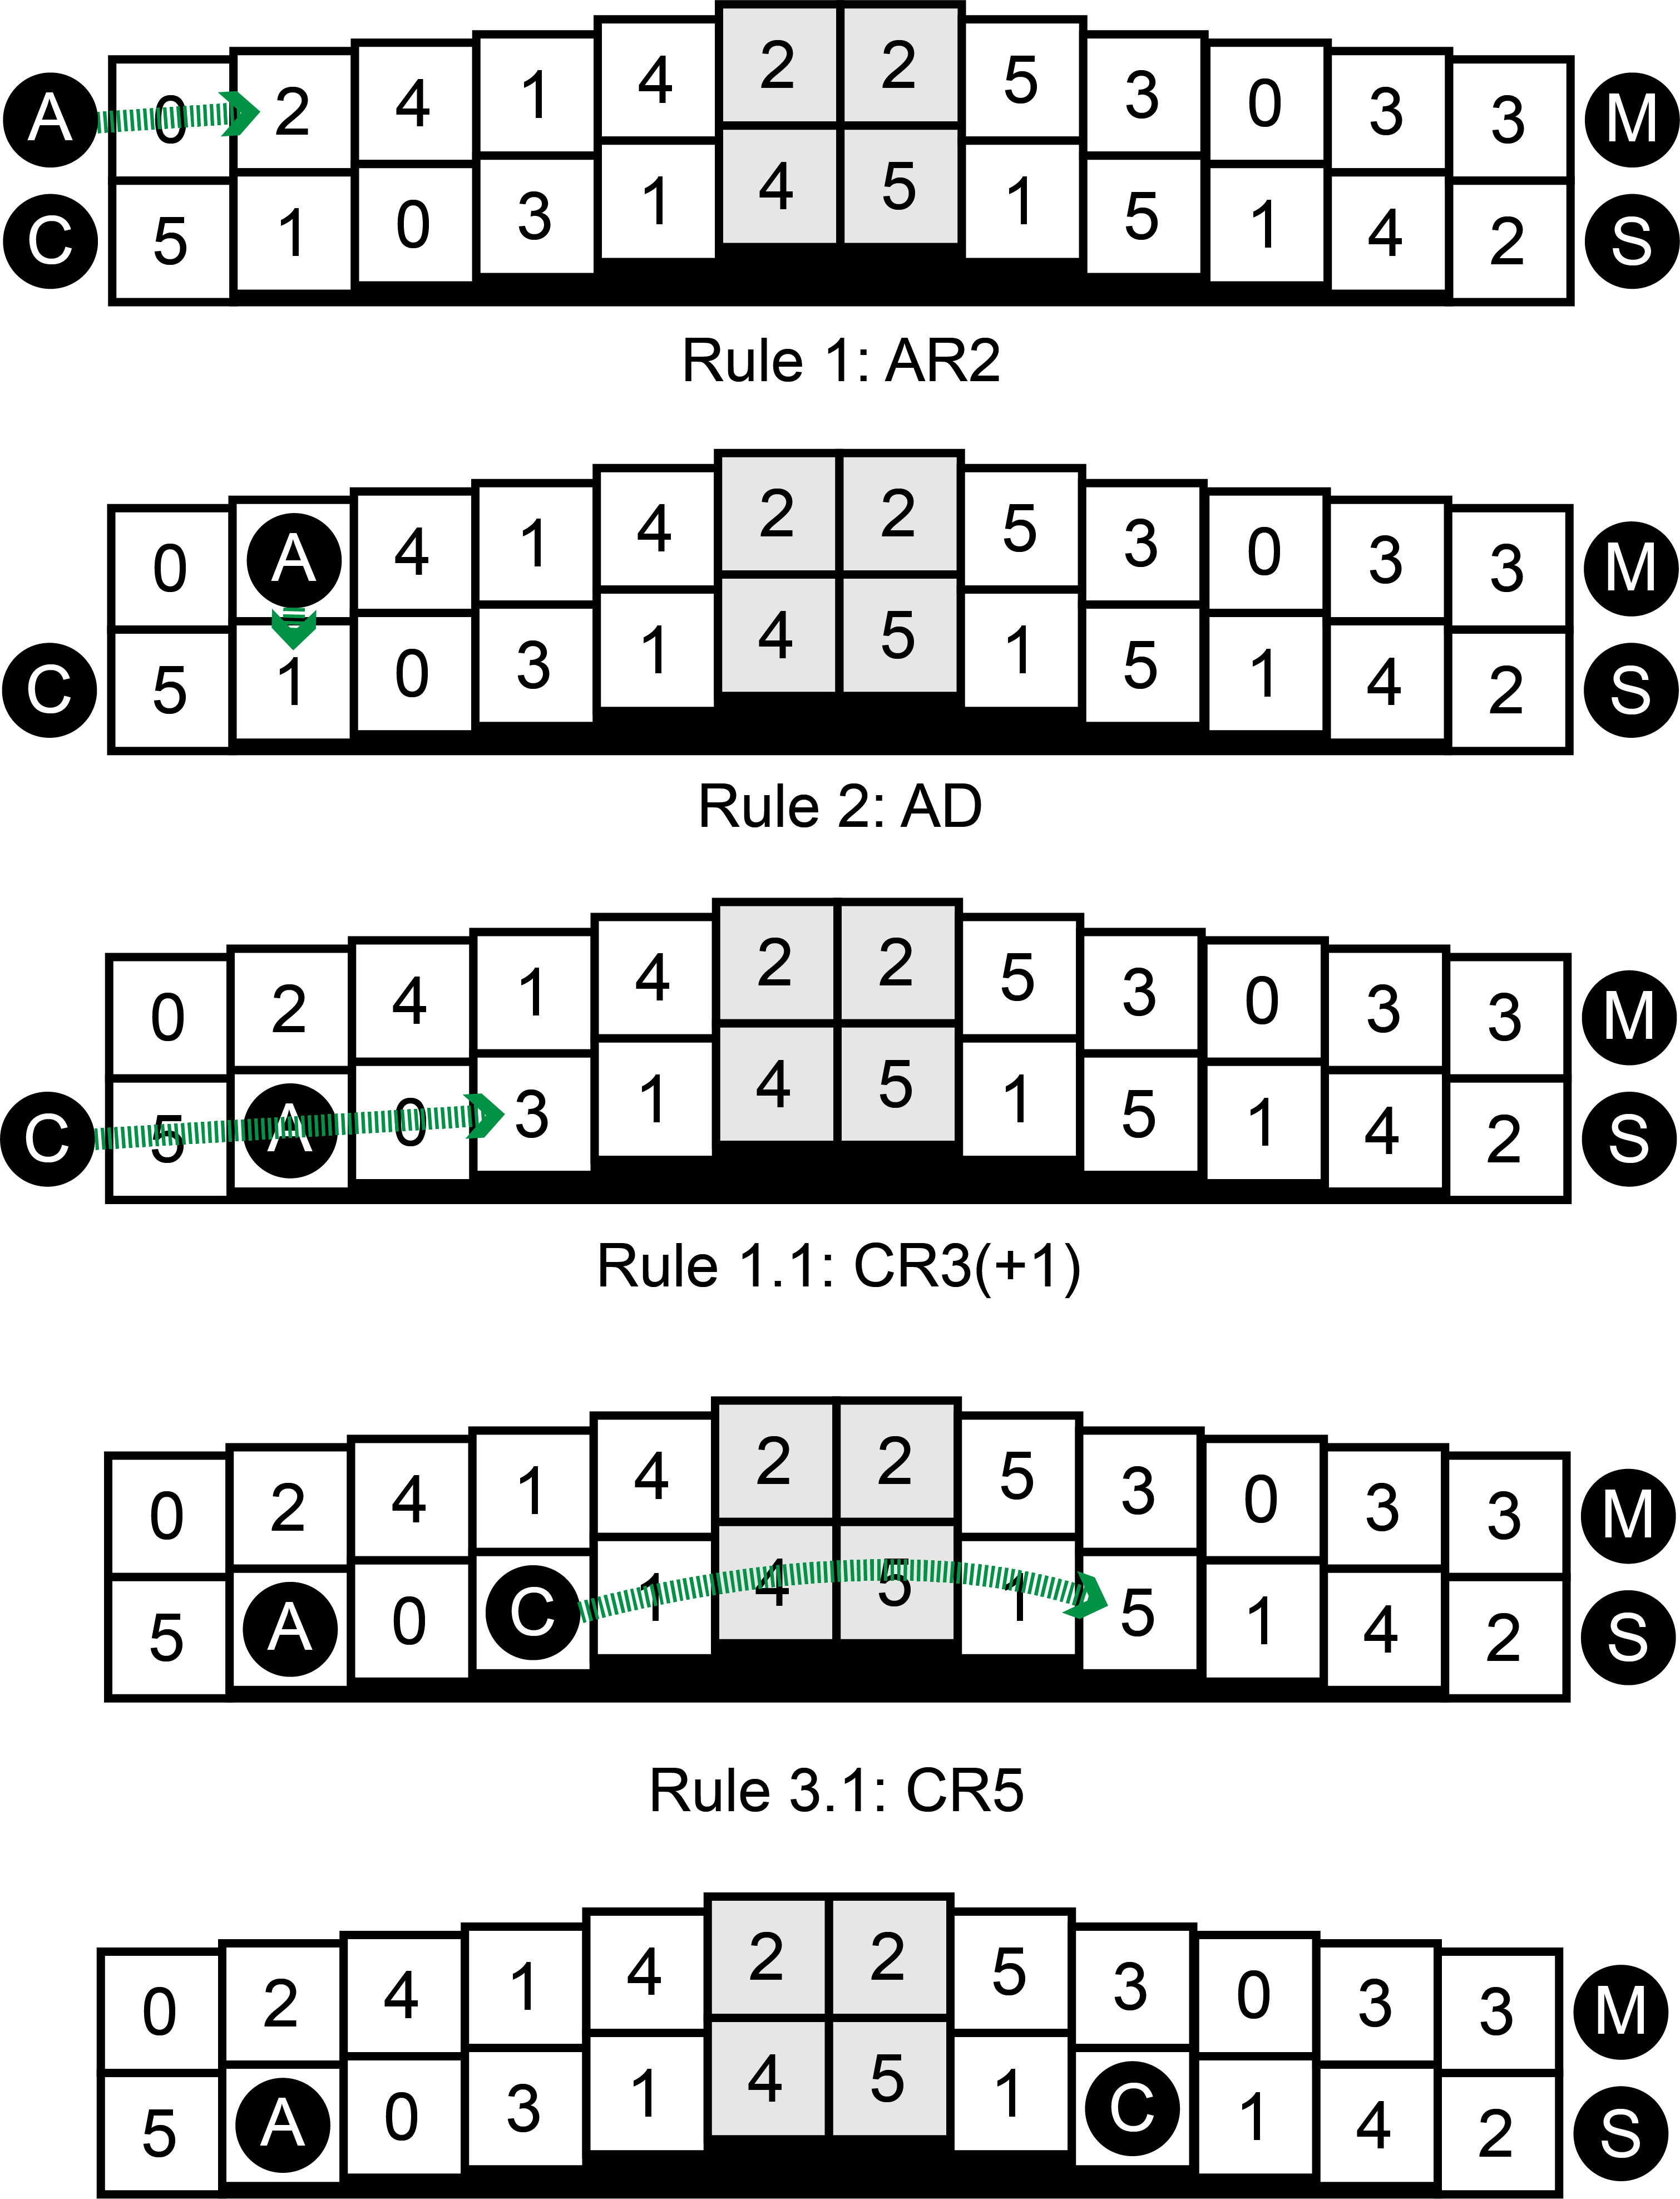 A 0 2 4 1 4 2 2 5 3 0 3 3 M
C 5 1 0 3 1 4 5 1 5 1 4 2 S
Rule 1: AR2
0 A 4 1 4 2 2 5 3 0 3 3 M
C 5 1 0 3 1 4 5 1 5 1 4 2 S
Rule 2: AD
0 2 4 1 4 2 2 5 3 0 3 3 M
C 5 A 0 3 1 4 5 1 5 1 4 2 S
Rule 1.1: CR3(+1)
0 2 4 1 4 2 2 5 3 0 3 3 M
5 A 0 C 1 4 5 1 5 1 4 2 S
Rule 3.1: CR5
0 2 4 1 4 2 2 5 3 0 3 3 M
5 A 0 3 1 4 5 1 C 1 4 2 S